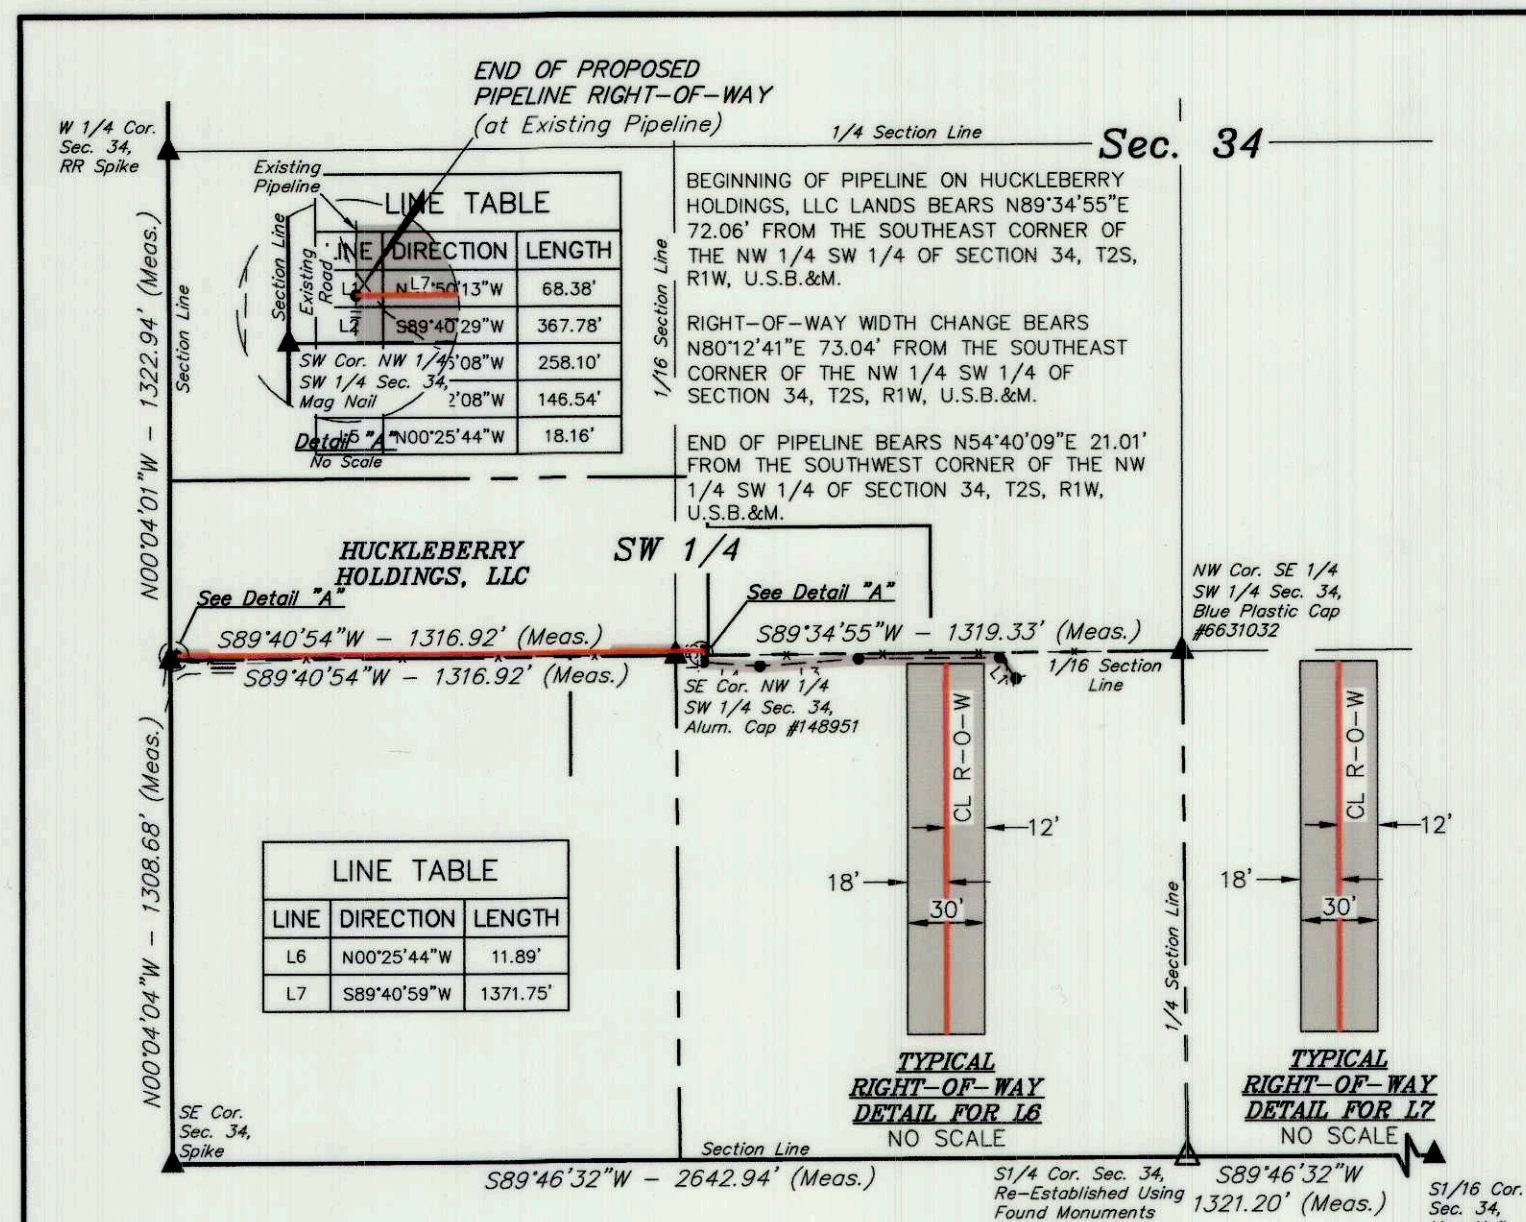 END OF PROPOSED
PIPELINE RIGHT-OF-WAY
(at Existing Pipeline)
W 1/4 Cor.
Sec. 34,
RR Spike
1/4 Section Line
Sec. 34
Existing
Pipeline
LINE TABLE
LINE DIRECTION LENGTH
L1 50'13"W 68.38'
L7
L2 S89°40'29"W 367.78'
5'08"W 258.10'
2'08"W 146.54'
L5 N00°25'44"W 18.16'
Section Line
Existing
Road
SW Cor. NW 1/4
SW 1/4 Sec. 34,
Mag Nail
Detail "A"
No Scale
N00°04'01"W - 1322.94' (Meas.)
Section Line
1/16 Section Line
BEGINNING OF PIPELINE ON HUCKLEBERRY
HOLDINGS, LLC LANDS BEARS N89°34'55"E
72.06' FROM THE SOUTHEAST CORNER OF
THE NW 1/4 SW 1/4 OF SECTION 34, T2S,
R1W, U.S.B.&M.
RIGHT-OF-WAY WIDTH CHANGE BEARS
N80°12'41"E 73.04' FROM THE SOUTHEAST
CORNER OF THE NW 1/4 SW 1/4 OF
SECTION 34, T2S, R1W, U.S.B.&M.
END OF PIPELINE BEARS N54°40'09"E 21.01'
FROM THE SOUTHWEST CORNER OF THE NW
1/4 SW 1/4 OF SECTION 34, T2S, R1W,
U.S.B.&M.
HUCKLEBERRY
HOLDINGS, LLC
SW 1/4
See Detail "A"
See Detail "A"
NW Cor. SE 1/4
SW 1/4 Sec. 34,
Blue Plastic Cap
#6631032
S89°40'54"W - 1316.92' (Meas.)
S89°34'55"W - 1319.33' (Meas.)
S89°40'54"W - 1316.92' (Meas.)
1/16 Section
Line
SE Cor. NW 1/4
SW 1/4 Sec. 34,
Alum. Cap #148951
N00°04'04"W - 1308.68' (Meas.)
LINE TABLE
LINE DIRECTION LENGTH
L6 N00°25'44"W 11.89'
L7 S89°40'59"W 1371.75'
CL R-O-W
12'
18'
30'
TYPICAL
RIGHT-OF-WAY
DETAIL FOR L6
NO SCALE
1/4 Section Line
CL R-O-W
12'
18'
30'
TYPICAL
RIGHT-OF-WAY
DETAIL FOR L7
NO SCALE
SE Cor.
Sec. 34,
Spike
Section Line
S89°46'32"W - 2642.94' (Meas.)
S1/4 Cor. Sec. 34,
Re-Established Using
Found Monuments
S89°46'32"W
1321.20' (Meas.)
S1/16 Cor.
Sec. 34,